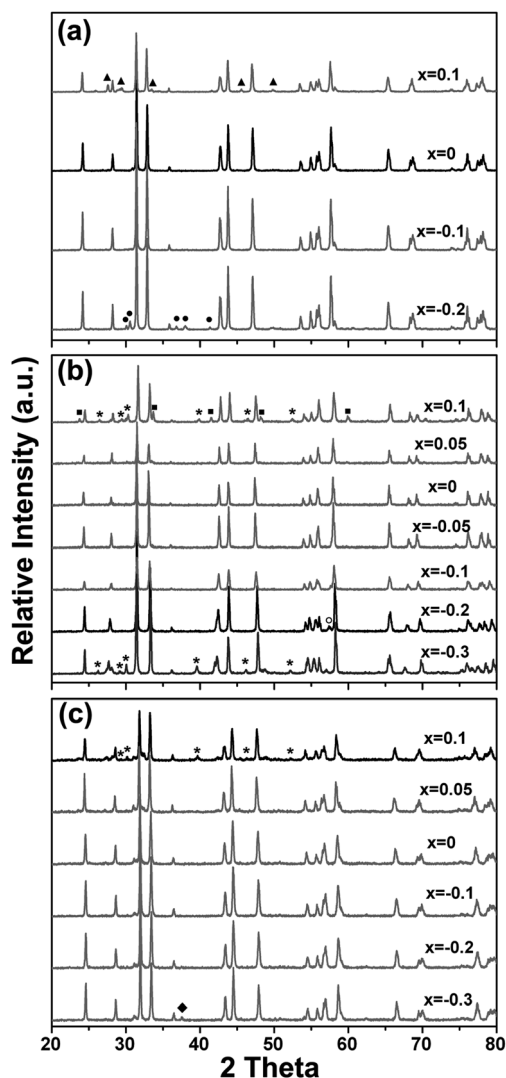 (a)
x=0.1
x=0
x=-0.1
x=-0.2
(b)
x=0.1
x=0.05
x=0
x=-0.05
x=-0.1
x=-0.2
x=-0.3
(c)
x=0.1
x=0.05
x=0
x=-0.1
x=-0.2
x=-0.3
Relative Intensity (a.u.)
20 30 40 50 60 70 80
2 Theta